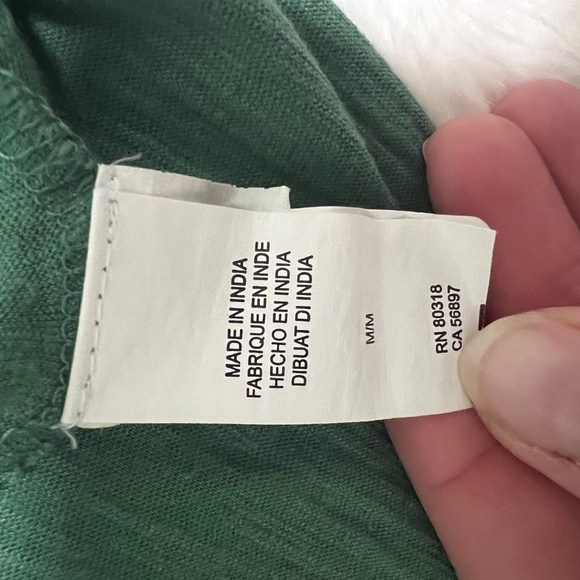 MADE IN INDIA
FABRIQUE EN INDE
HECHO EN INDIA
DIBUAT DI INDIA
M/M
RN 80318
CA 56897